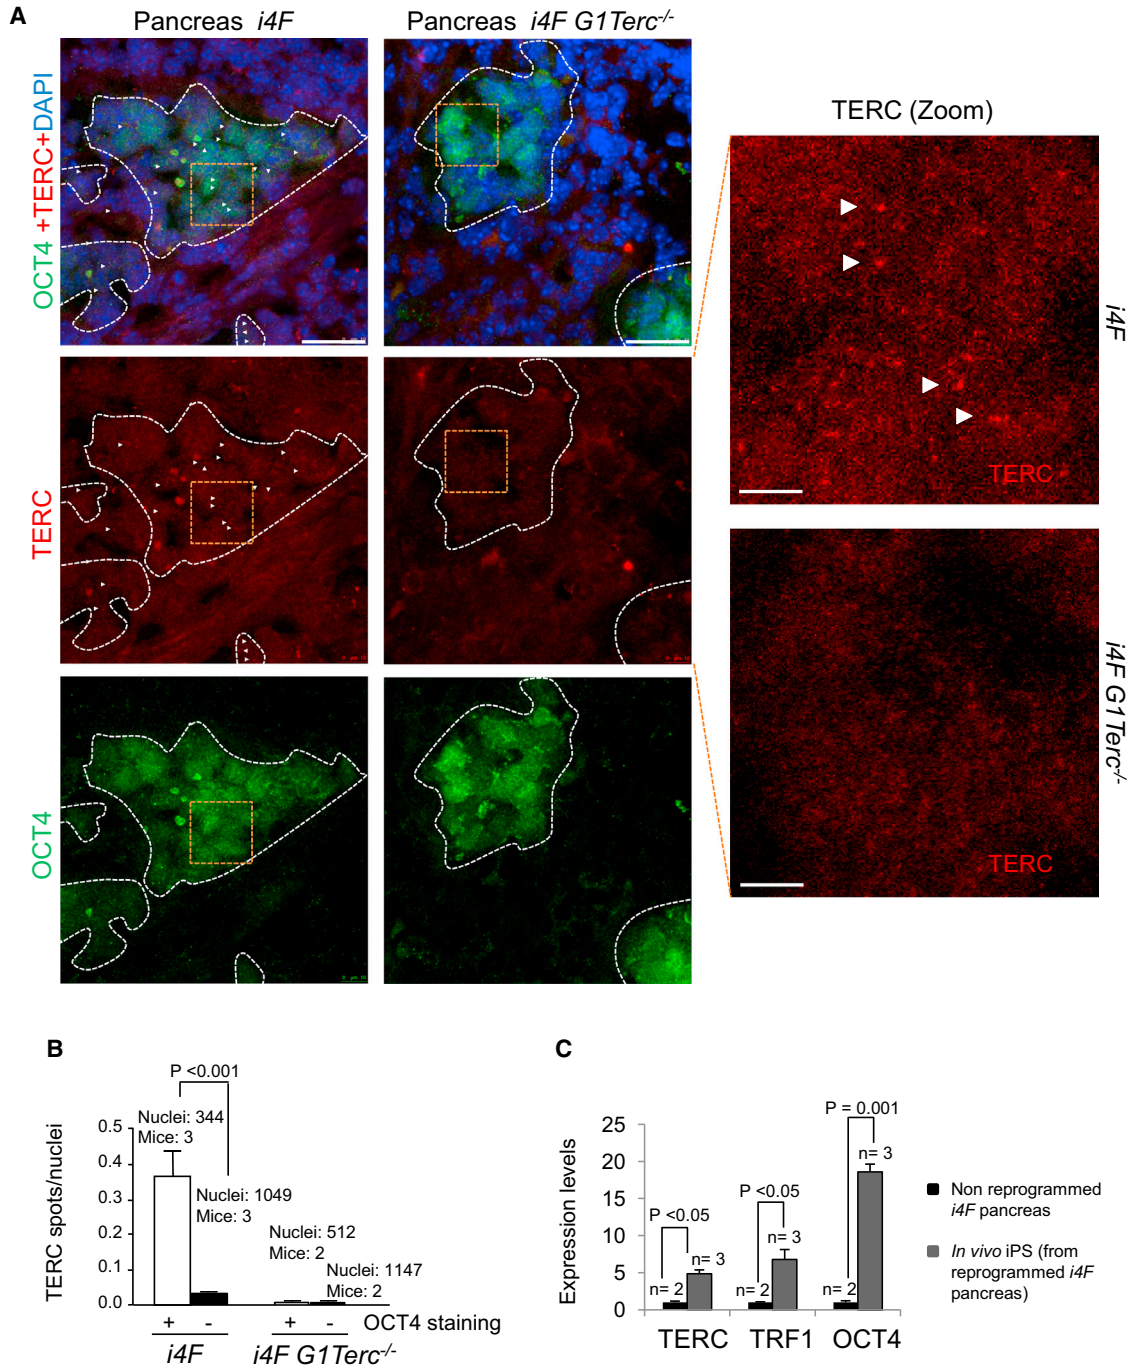 A
Pancreas i4F
Pancreas i4F G1Terc-/-
OCT4 +TERC+DAPI
TERC
OCT4
TERC (Zoom)
TERC
i4F
TERC
i4F G1Terc-/-
B
P <0.001
TERC spots/nuclei
0.5
0.4
0.3
0.2
0.1
0.0
Nuclei: 344
Mice: 3
Nuclei: 1049
Mice: 3
Nuclei: 512
Mice: 2
Nuclei: 1147
Mice: 2
+ - + - OCT4 staining
i4F
i4F G1Terc-/-
C
Expression levels
25
20
15
10
5
0
P <0.05
n= 2
n= 3
P <0.05
n= 2
n= 3
P = 0.001
n= 2
n= 3
TERC TRF1 OCT4
Non reprogrammed
i4F pancreas
In vivo iPS (from
reprogrammed i4F
pancreas)